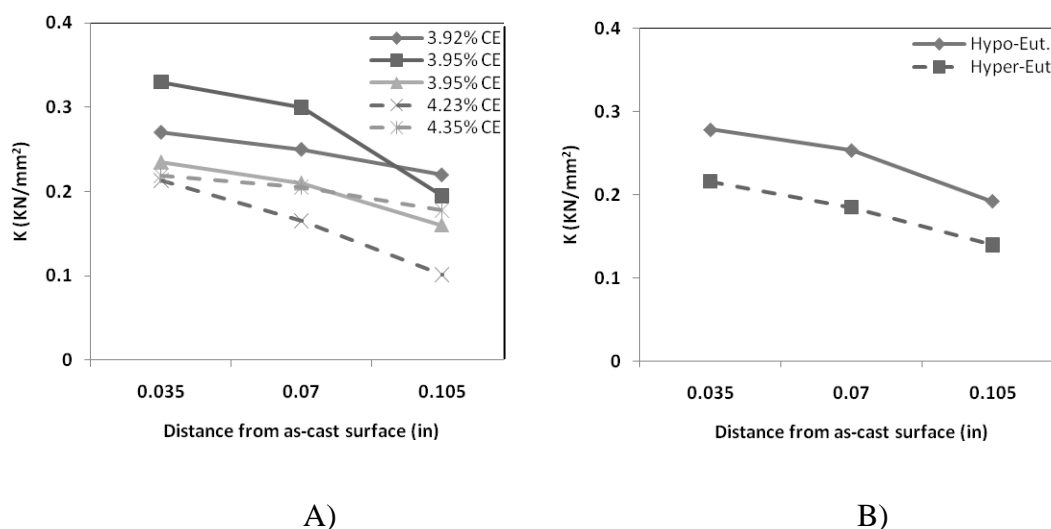 0.4
0.3
0.2
0.1
0
K (KN/mm²)
3.92% CE
3.95% CE
3.95% CE
4.23% CE
4.35% CE
0.035 0.07 0.105
Distance from as-cast surface (in)
A)
0.4
0.3
0.2
0.1
0
K (KN/mm²)
Hypo-Eut.
Hyper-Eut
0.035 0.07 0.105
Distance from as-cast surface (in)
B)